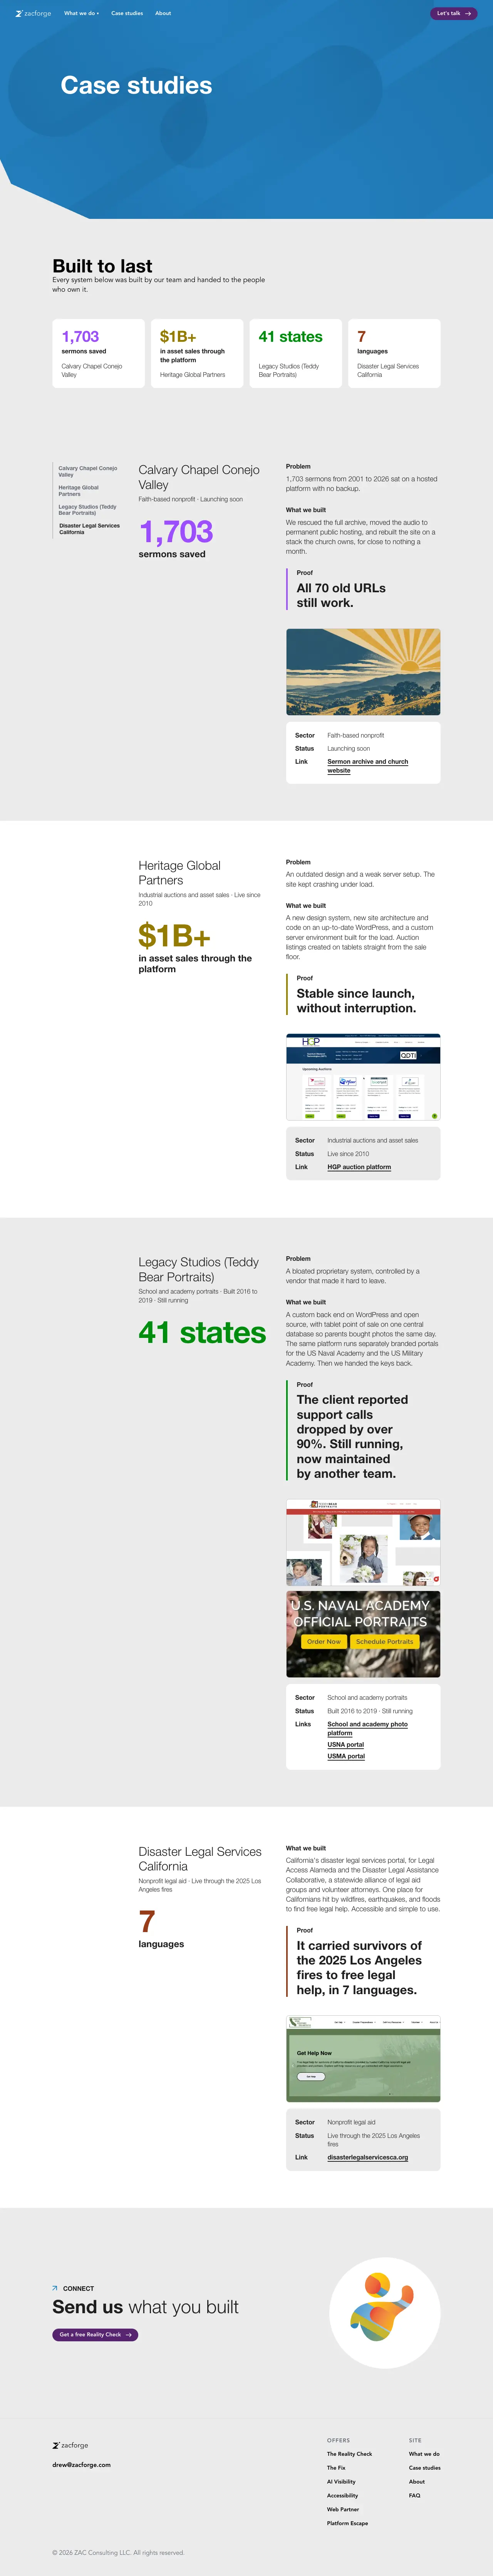 zacforge
What we do
Case studies
About
Let's talk
Case studies
Built to last
Every system below was built by our team and handed to the people
who own it.
1,703
sermons saved
Calvary Chapel Conejo
Valley
$1B+
in asset sales through
the platform
Heritage Global Partners
41 states
Legacy Studios (Teddy
Bear Portraits)
7
languages
Disaster Legal Services
California
Calvary Chapel Conejo
Valley
Heritage Global
Partners
Legacy Studios (Teddy
Bear Portraits)
Disaster Legal Services
California
Calvary Chapel Conejo
Valley
Faith-based nonprofit · Launching soon
1,703
sermons saved
Problem
1,703 sermons from 2001 to 2026 sat on a hosted
platform with no backup.
What we built
We rescued the full archive, moved the audio to
permanent public hosting, and rebuilt the site on a
stack the church owns, for close to nothing a
month.
Proof
All 70 old URLs
still work.
Sector Faith-based nonprofit
Status Launching soon
Link Sermon archive and church
website
Heritage Global
Partners
Industrial auctions and asset sales · Live since
2010
$1B+
in asset sales through the
platform
Problem
An outdated design and a weak server setup. The
site kept crashing under load.
What we built
A new design system, new site architecture and
code on an up-to-date WordPress, and a custom
server environment built for the load. Auction
listings created on tablets straight from the sale
floor.
Proof
Stable since launch,
without interruption.
HGP
QDTI
Upcoming Auctions
Sector Industrial auctions and asset sales
Status Live since 2010
Link HGP auction platform
Legacy Studios (Teddy
Bear Portraits)
School and academy portraits · Built 2016 to
2019 · Still running
41 states
Problem
A bloated proprietary system, controlled by a
vendor that made it hard to leave.
What we built
A custom back end on WordPress and open
source, with tablet point of sale on one central
database so parents bought photos the same day.
The same platform runs separately branded portals
for the US Naval Academy and the US Military
Academy. Then we handed the keys back.
Proof
The client reported
support calls
dropped by over
90%. Still running,
now maintained
by another team.
U.S. NAVAL ACADEMY
OFFICIAL PORTRAITS
Order Now
Schedule Portraits
Sector School and academy portraits
Status Built 2016 to 2019 · Still running
Links School and academy photo
platform
USNA portal
USMA portal
Disaster Legal Services
California
Nonprofit legal aid · Live through the 2025 Los
Angeles fires
7
languages
What we built
California's disaster legal services portal, for Legal
Access Alameda and the Disaster Legal Assistance
Collaborative, a statewide alliance of legal aid
groups and volunteer attorneys. One place for
Californians hit by wildfires, earthquakes, and floods
to find free legal help. Accessible and simple to use.
Proof
It carried survivors of
the 2025 Los Angeles
fires to free legal
help, in 7 languages.
Get Help Now
Sector Nonprofit legal aid
Status Live through the 2025 Los Angeles
fires
Link disasterlegalservicesca.org
CONNECT
Send us what you built
Get a free Reality Check
zacforge
drew@zacforge.com
OFFERS
The Reality Check
The Fix
AI Visibility
Accessibility
Web Partner
Platform Escape
SITE
What we do
Case studies
About
FAQ
© 2026 ZAC Consulting LLC. All rights reserved